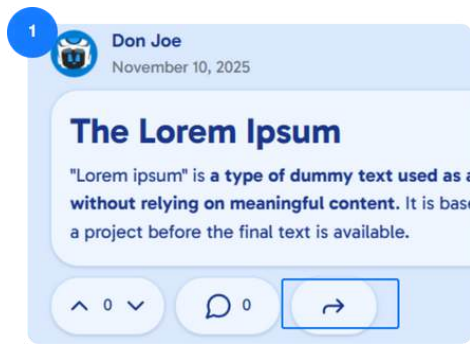 1
Don Joe
November 10, 2025
The Lorem Ipsum
"Lorem ipsum" is a type of dummy text used as a
without relying on meaningful content. It is base
a project before the final text is available.
0 0